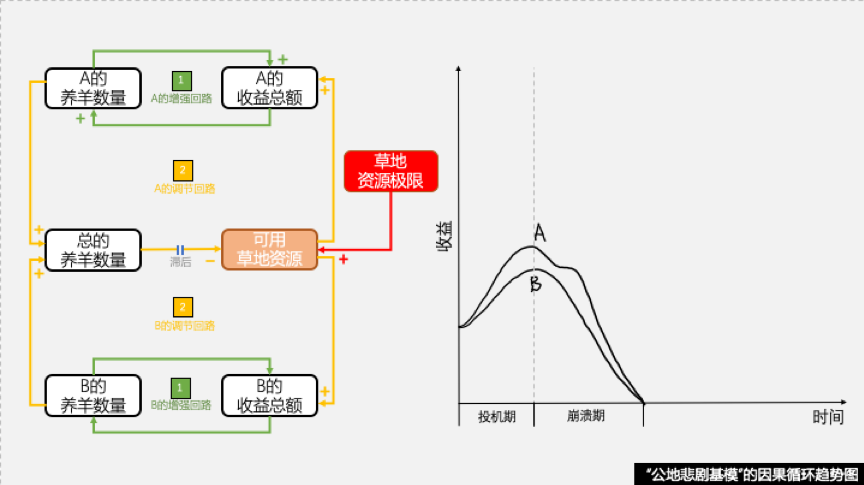 A的
养羊数量
1
A的增强回路
+
+
A的
收益总额
+
2
A的调节回路
草地
资源极限
+
总的
养羊数量
+
滞后
−
可用
草地资源
+
2
B的调节回路
B的
养羊数量
1
B的增强回路
B的
收益总额
+
收益
A
B
投机期
崩溃期
时间
“公地悲剧基模”的因果循环趋势图